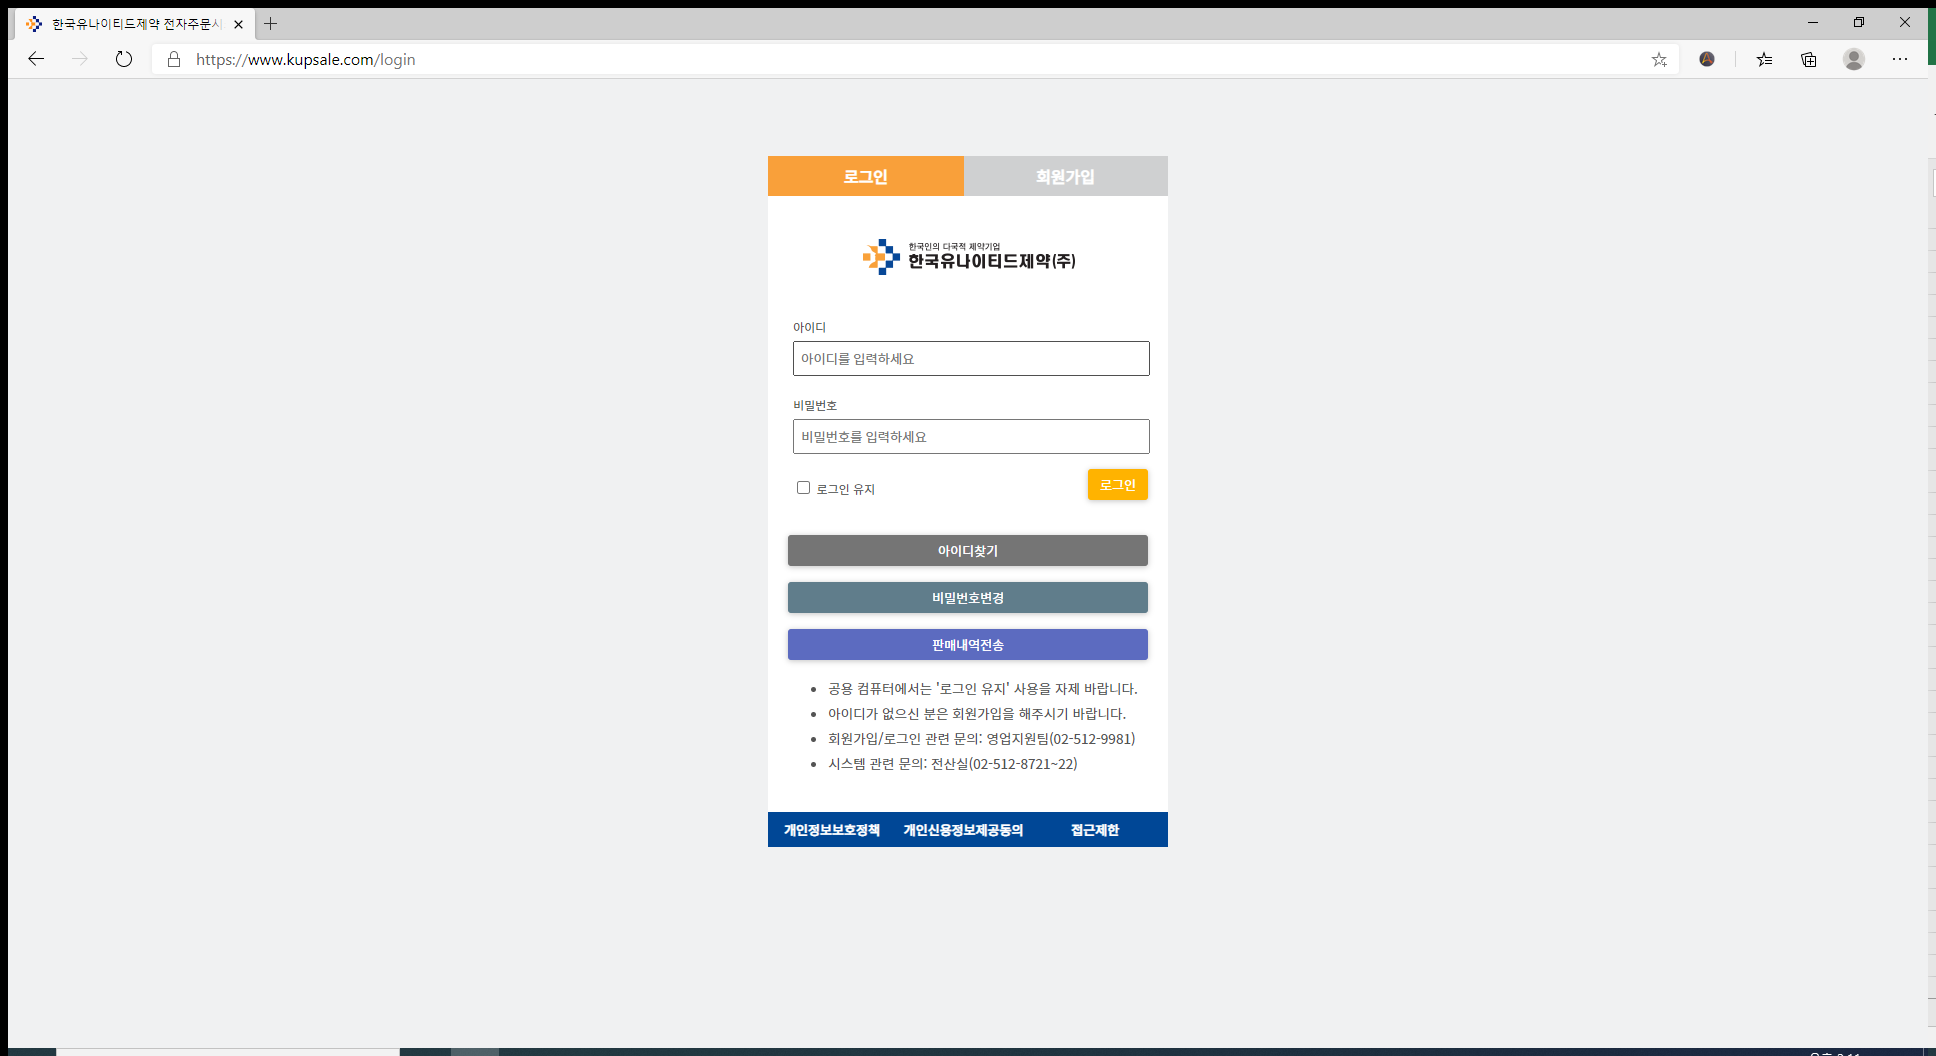 한국유나이티드제약 전자주문시
https://www.kupsale.com/login
로그인
회원가입
한국인의 다국적 제약기업
한국유나이티드제약(주)
아이디
아이디를 입력하세요
비밀번호
비밀번호를 입력하세요
로그인 유지
로그인
아이디찾기
비밀번호변경
판매내역전송
공용 컴퓨터에서는 '로그인 유지' 사용을 자제 바랍니다.
아이디가 없으신 분은 회원가입을 해주시기 바랍니다.
회원가입/로그인 관련 문의: 영업지원팀(02-512-9981)
시스템 관련 문의: 전산실(02-512-8721~22)
개인정보보호정책
개인신용정보제공동의
접근제한